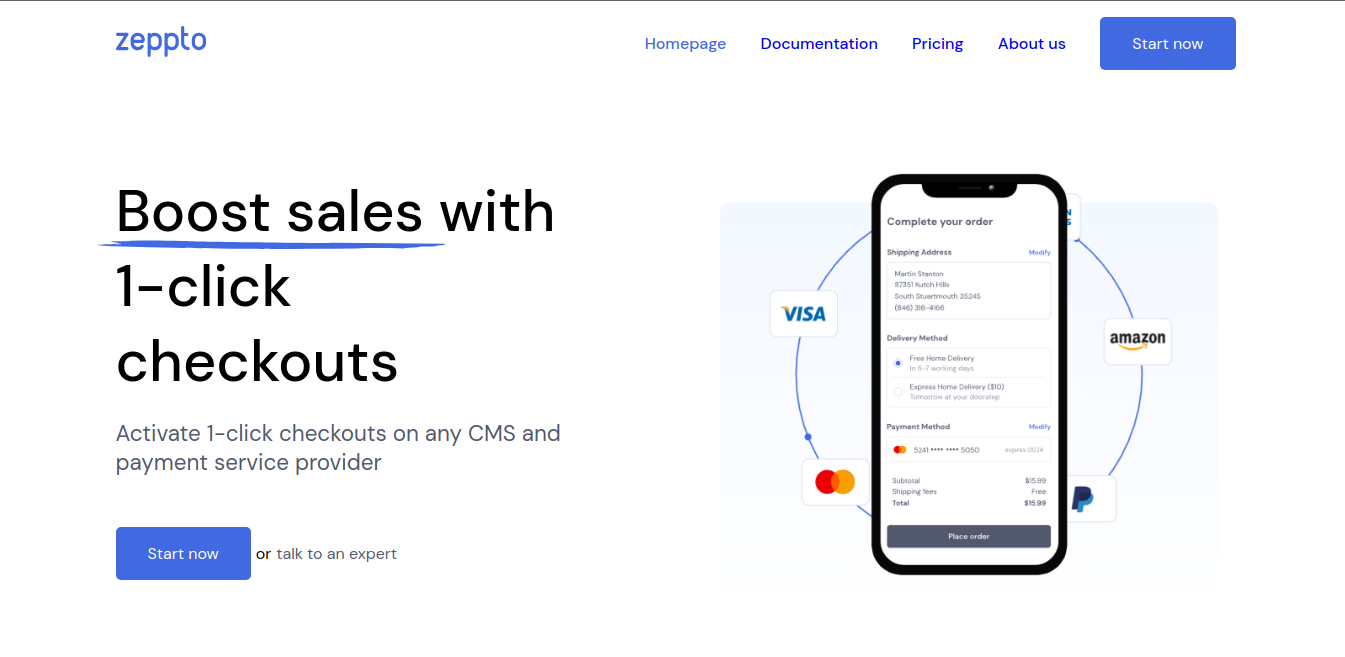 zeppto
Homepage Documentation Pricing About us Start now
Boost sales with
1-click
checkouts
Activate 1-click checkouts on any CMS and
payment service provider
Start now or talk to an expert
Complete your order
Shipping Address Modify
Martin Stanton
87351 Kutch Hills
South Stuartmouth 35245
(846) 316-4166
Delivery Method
Free Home Delivery
In 5-7 working days
Express Home Delivery ($10)
Tomorrow at your doorstep
Payment Method Modify
5241 •••• •••• 5050 expires 01/24
Subtotal $15.99
Shipping fees Free
Total $15.99
Place order
VISA
amazon